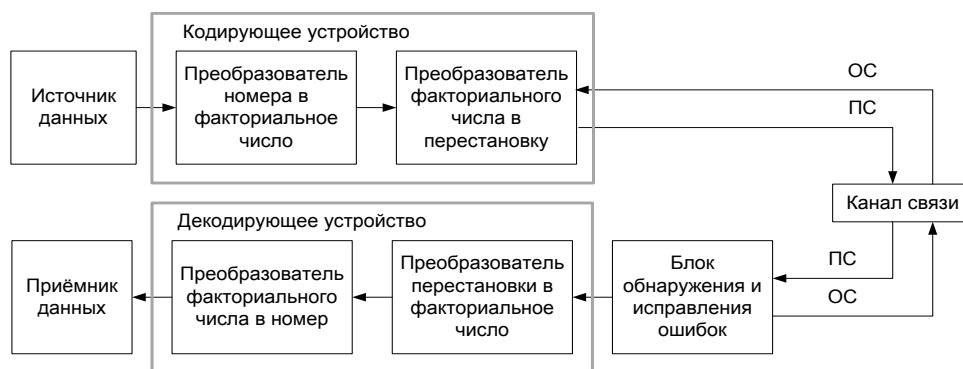 Кодирующее устройство
Источник
данных
Преобразователь
номера в
факториальное
число
Преобразователь
факториального
числа в
перестановку
ОС
ПС
Канал связи
Декодирующее устройство
Приёмник
данных
Преобразователь
факториального
числа в номер
Преобразователь
перестановки в
факториальное
число
Блок
обнаружения и
исправления
ошибок
ПС
ОС